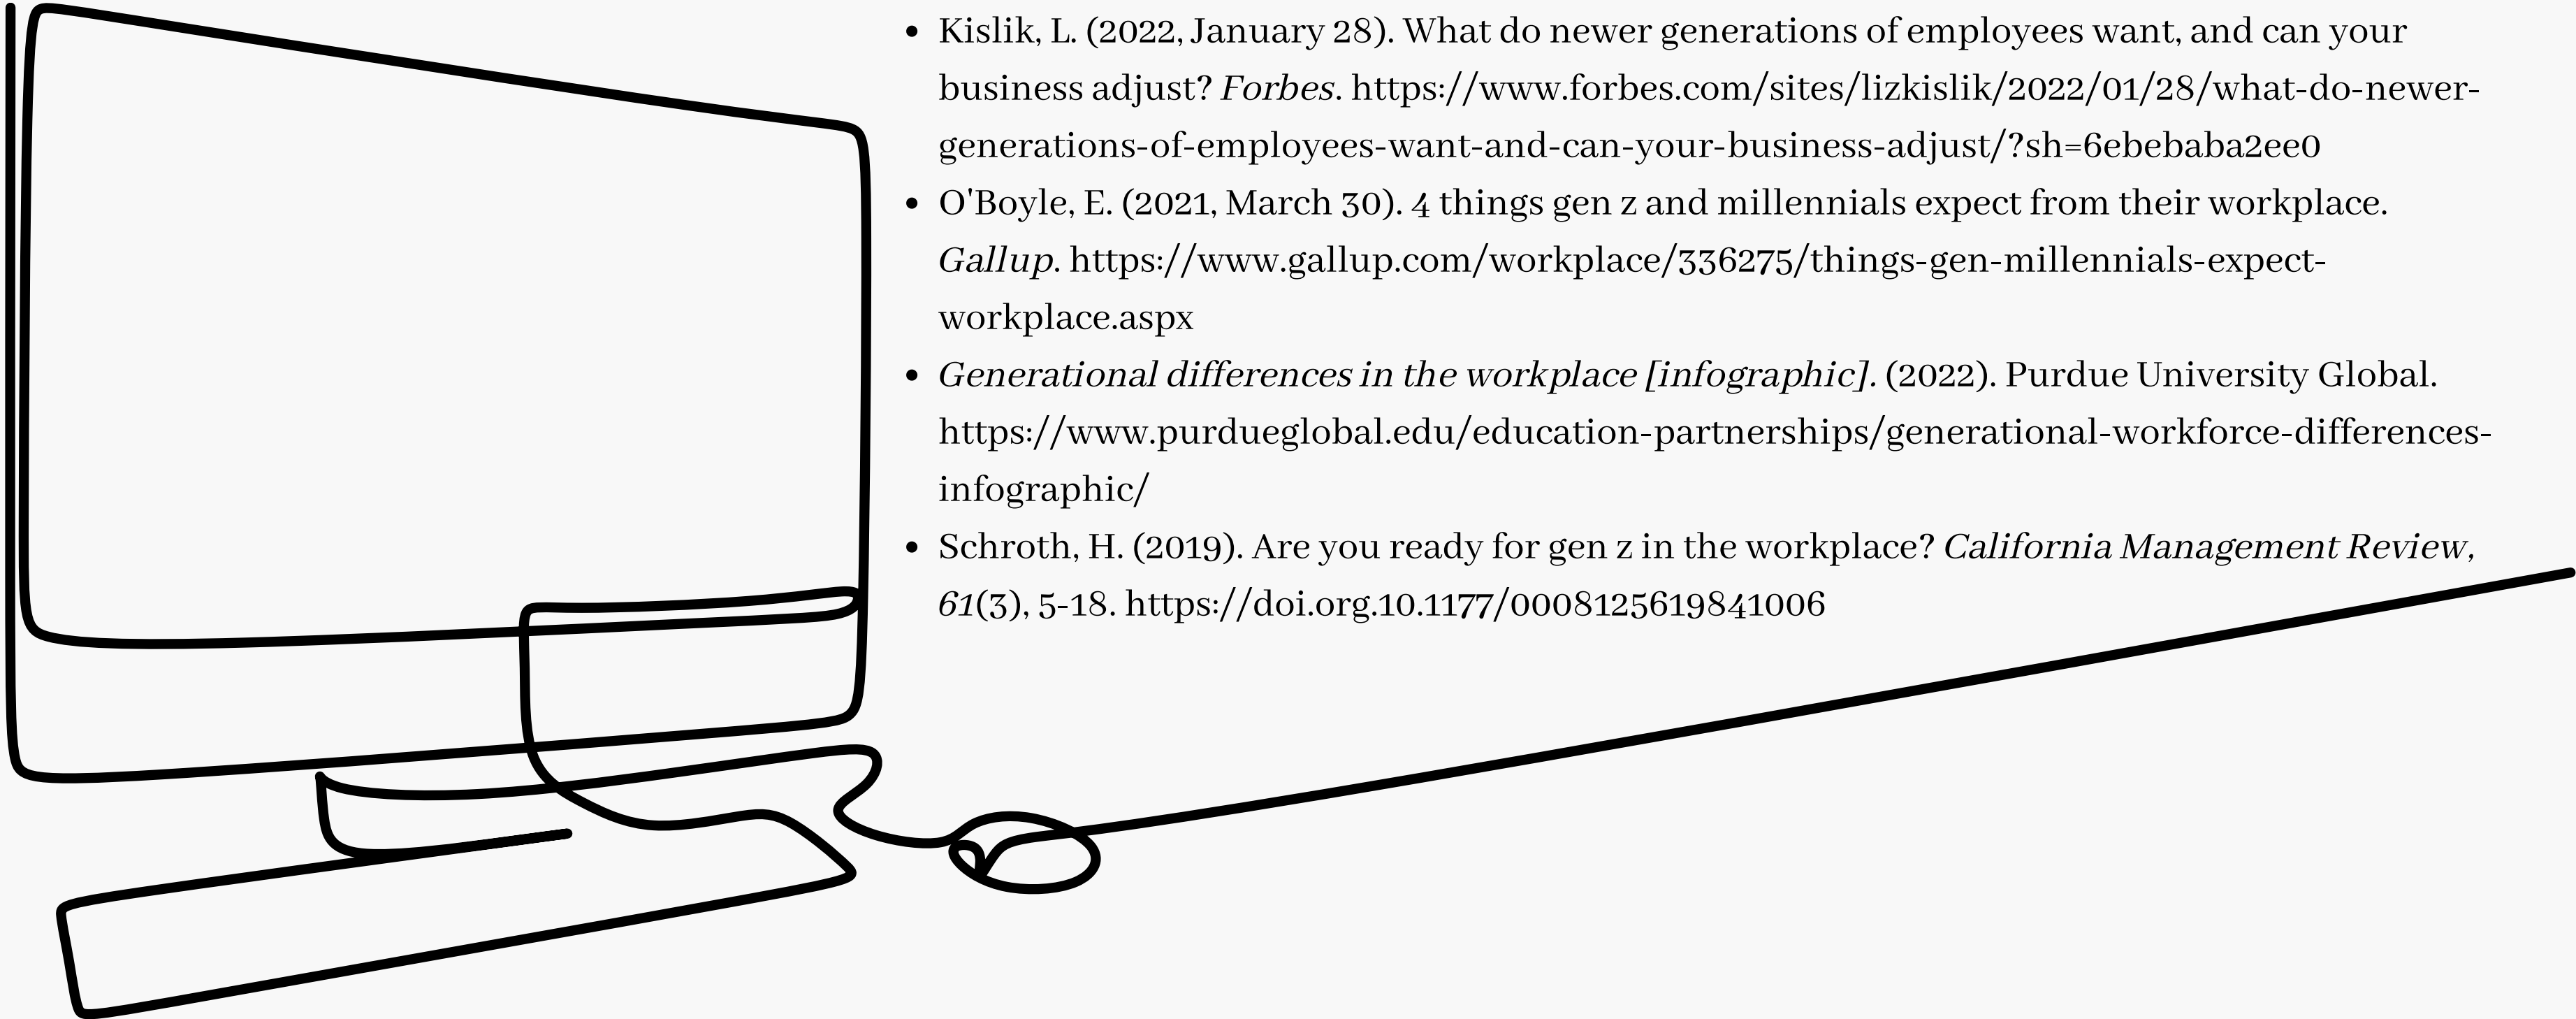 • Kislik, L. (2022, January 28). What do newer generations of employees want, and can your
business adjust? Forbes. https://www.forbes.com/sites/lizkislik/2022/01/28/what-do-newer-
generations-of-employees-want-and-can-your-business-adjust/?sh=6ebebaba2ee0
• O'Boyle, E. (2021, March 30). 4 things gen z and millennials expect from their workplace.
Gallup. https://www.gallup.com/workplace/336275/things-gen-millennials-expect-
workplace.aspx
• Generational differences in the workplace [infographic]. (2022). Purdue University Global.
https://www.purdueglobal.edu/education-partnerships/generational-workforce-differences-
infographic/
• Schroth, H. (2019). Are you ready for gen z in the workplace? California Management Review,
61(3), 5-18. https://doi.org.10.1177/0008125619841006